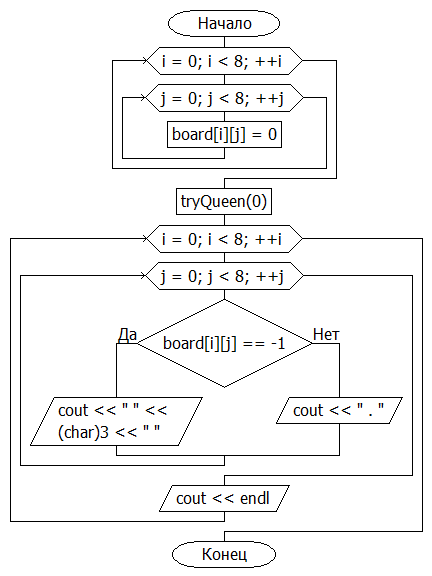 Начало
i = 0; i < 8; ++i
j = 0; j < 8; ++j
board[i][j] = 0
tryQueen(0)
i = 0; i < 8; ++i
j = 0; j < 8; ++j
Да
board[i][j] == -1
Нет
cout << " " <<
(char)3 << " "
cout << " . "
cout << endl
Конец